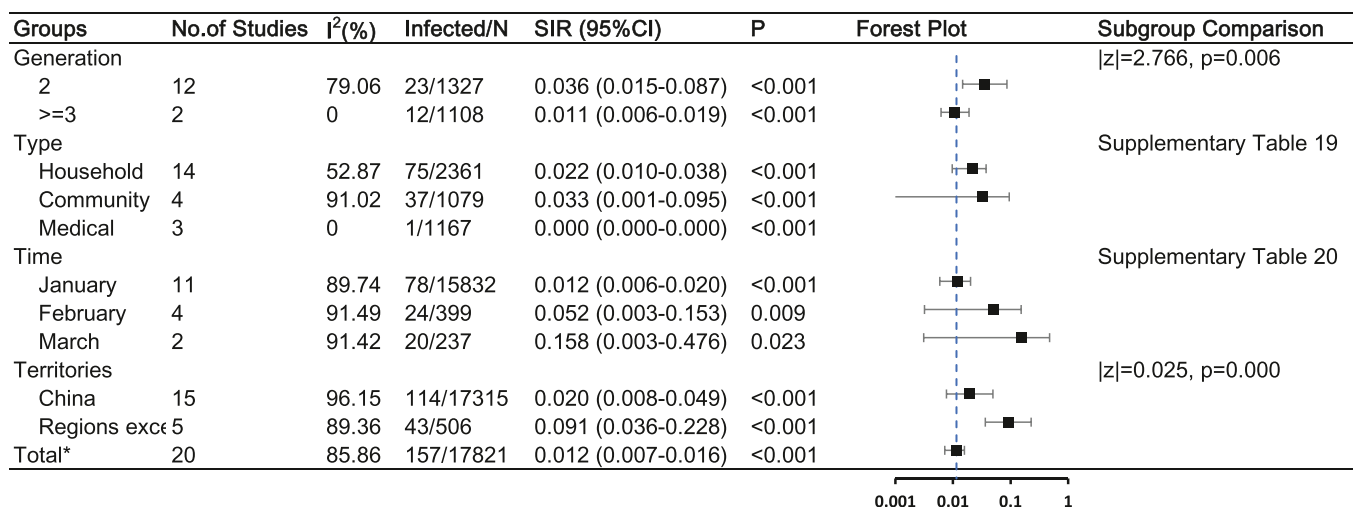 Groups No.of Studies I²(%) Infected/N SIR (95%CI) P Forest Plot Subgroup Comparison
Generation |z|=2.766, p=0.006
2 12 79.06 23/1327 0.036 (0.015-0.087) <0.001
>=3 2 0 12/1108 0.011 (0.006-0.019) <0.001
Type Supplementary Table 19
Household 14 52.87 75/2361 0.022 (0.010-0.038) <0.001
Community 4 91.02 37/1079 0.033 (0.001-0.095) <0.001
Medical 3 0 1/1167 0.000 (0.000-0.000) <0.001
Time Supplementary Table 20
January 11 89.74 78/15832 0.012 (0.006-0.020) <0.001
February 4 91.49 24/399 0.052 (0.003-0.153) 0.009
March 2 91.42 20/237 0.158 (0.003-0.476) 0.023
Territories |z|=0.025, p=0.000
China 15 96.15 114/17315 0.020 (0.008-0.049) <0.001
Regions exce 5 89.36 43/506 0.091 (0.036-0.228) <0.001
Total* 20 85.86 157/17821 0.012 (0.007-0.016) <0.001
0.001 0.01 0.1 1